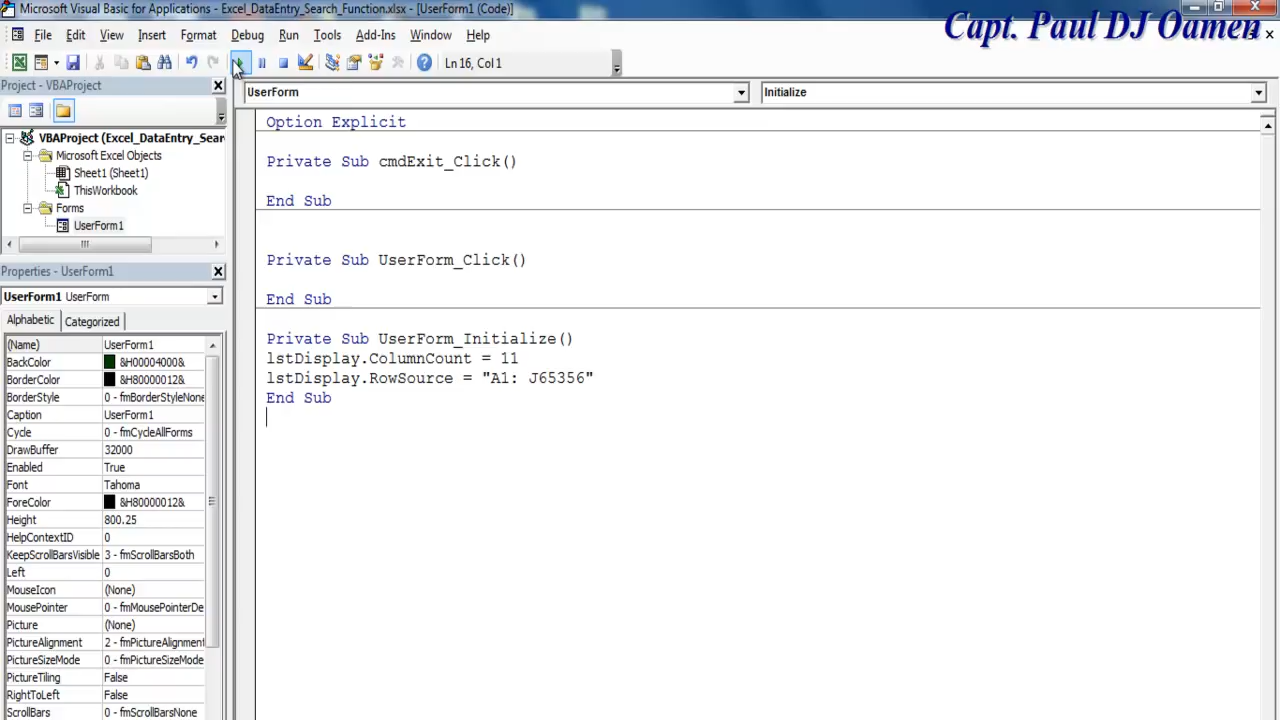 Microsoft Visual Basic for Applications - Excel_DataEntry_Search_Function.xlsx - [UserForm1 (Code)]
Capt. Paul DJ Oamen
File Edit View Insert Format Debug Run Tools Add-Ins Window Help
Ln 16, Col 1
Project - VBAProject
UserForm Initialize
VBAProject (Excel_DataEntry_Sear
Microsoft Excel Objects
Sheet1 (Sheet1)
ThisWorkbook
Forms
UserForm1
Properties - UserForm1
UserForm1 UserForm
Alphabetic Categorized
(Name) UserForm1
BackColor &H00004000&
BorderColor &H80000012&
BorderStyle 0 - fmBorderStyleNone
Caption UserForm1
Cycle 0 - fmCycleAllForms
DrawBuffer 32000
Enabled True
Font Tahoma
ForeColor &H80000012&
Height 800.25
HelpContextID 0
KeepScrollBarsVisible 3 - fmScrollBarsBoth
Left 0
MouseIcon (None)
MousePointer 0 - fmMousePointerDe
Picture (None)
PictureAlignment 2 - fmPictureAlignment
PictureSizeMode 0 - fmPictureSizeMode
PictureTiling False
RightToLeft False
ScrollBars 0 - fmScrollBarsNone
Option Explicit
Private Sub cmdExit_Click()
End Sub
Private Sub UserForm_Click()
End Sub
Private Sub UserForm_Initialize()
lstDisplay.ColumnCount = 11
lstDisplay.RowSource = "A1: J65356"
End Sub